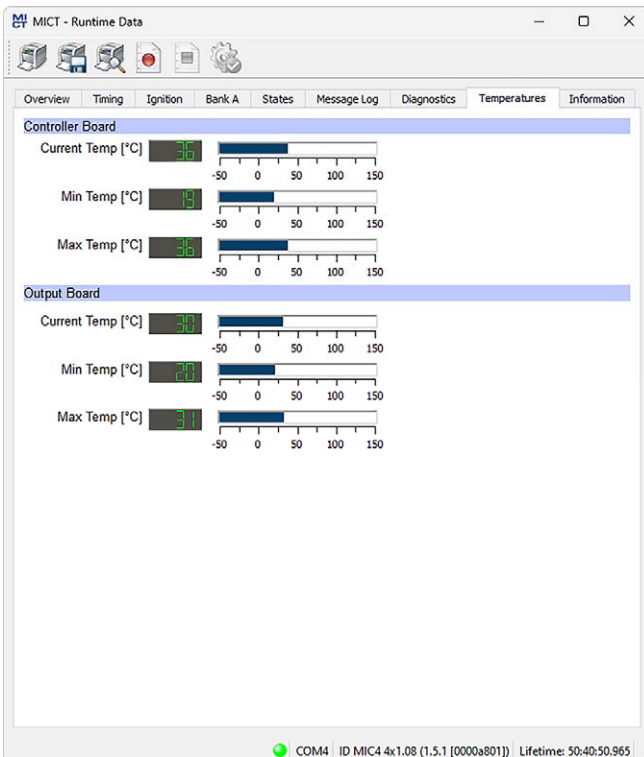 MICT - Runtime Data
Overview Timing Ignition Bank A States Message Log Diagnostics Temperatures Information
Controller Board
Current Temp [°C] 36
-50 0 50 100 150
Min Temp [°C] 19
-50 0 50 100 150
Max Temp [°C] 36
-50 0 50 100 150
Output Board
Current Temp [°C] 30
-50 0 50 100 150
Min Temp [°C] 20
-50 0 50 100 150
Max Temp [°C] 31
-50 0 50 100 150
COM4 ID MIC4 4x1.08 (1.5.1 [0000a801]) Lifetime: 50:40:50.965